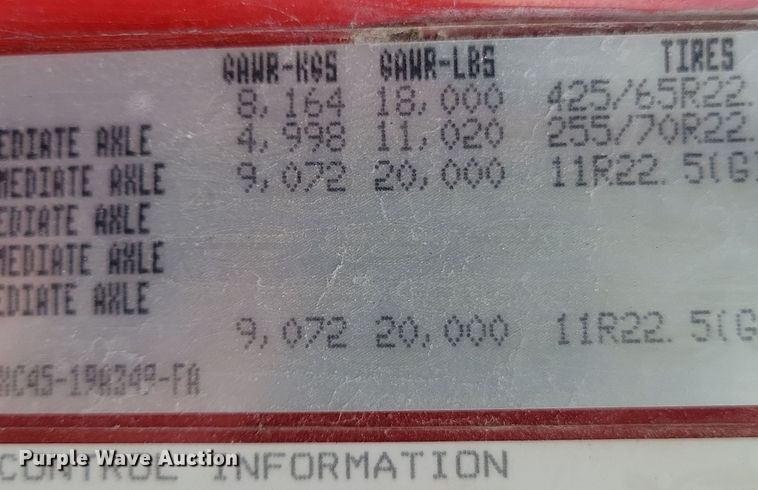 GAWR-KGS GAWR-LBS TIRES
8,164 18,000 425/65R22.
EDIATE AXLE 4,998 11,020 255/70R22.
MEDIATE AXLE 9,072 20,000 11R22.5(G)
EDIATE AXLE
MEDIATE AXLE
EDIATE AXLE
9,072 20,000 11R22.5(G
CONTROL INFORMATION
Purple Wave Auction